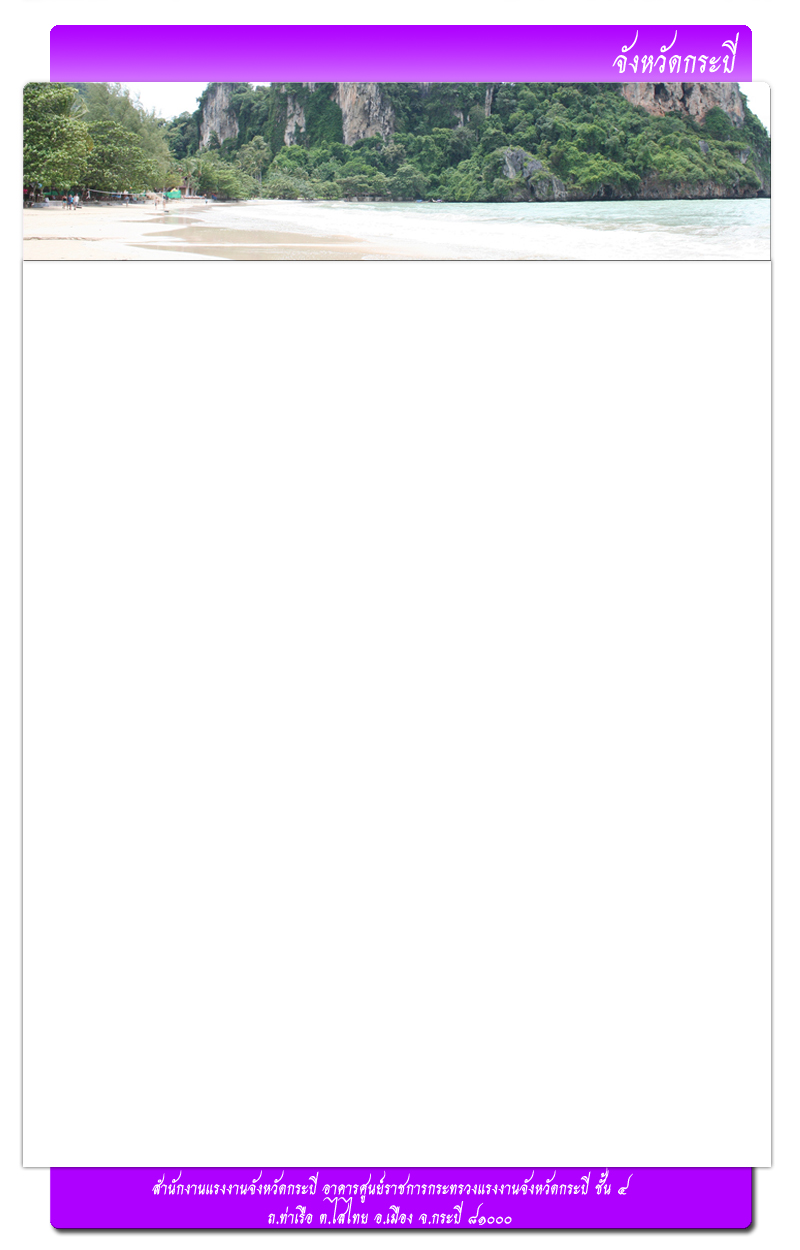 จังหวัดกระบี่
สำนักงานแรงงานจังหวัดกระบี่ อาคารศูนย์ราชการกระทรวงแรงงานจังหวัดกระบี่ ชั้น ๔
ถ.ท่าเรือ ต.ไสไทย อ.เมือง จ.กระบี่ ๘๑๐๐๐